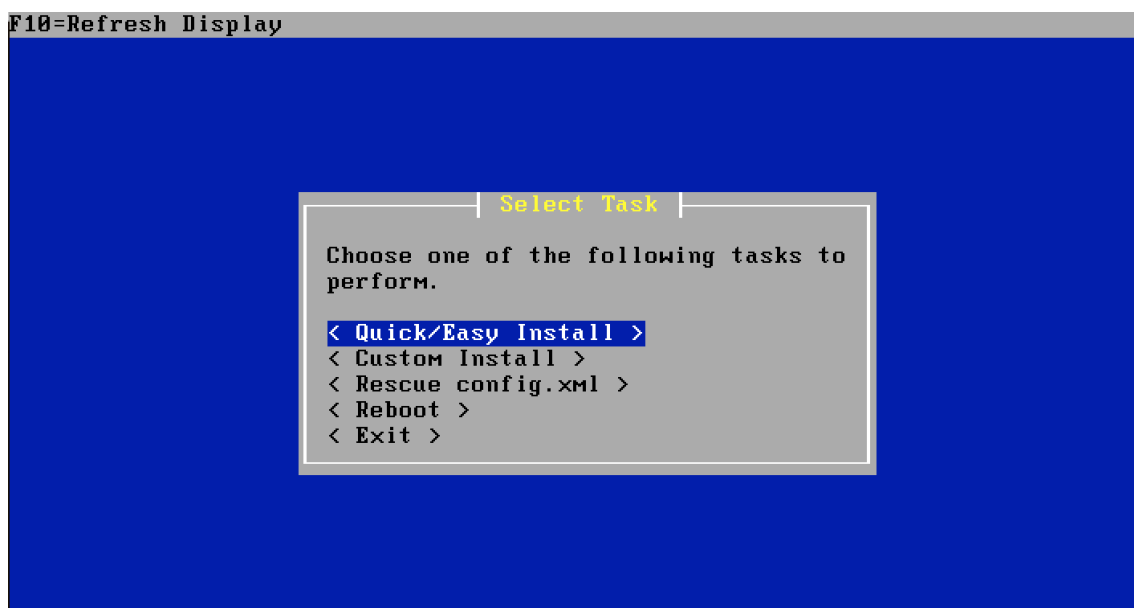 F10=Refresh Display
Select Task
Choose one of the following tasks to
perform.
< Quick/Easy Install >
< Custom Install >
< Rescue config.xml >
< Reboot >
< Exit >